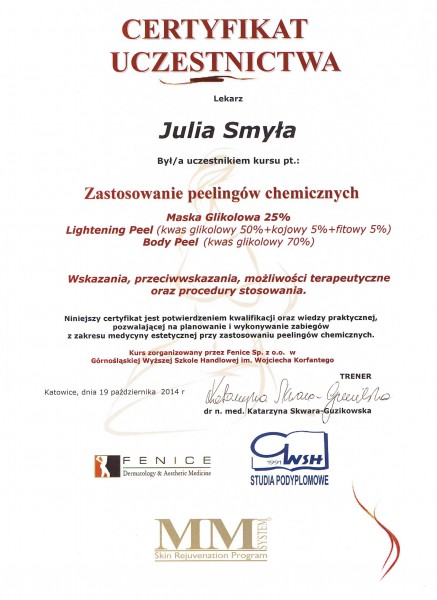 CERTYFIKAT
UCZESTNICTWA
Lekarz
Julia Smyła
Był/a uczestnikiem kursu pt.:
Zastosowanie peelingów chemicznych
Maska Glikolowa 25%
Lightening Peel (kwas glikolowy 50%+kojowy 5%+fitowy 5%)
Body Peel (kwas glikolowy 70%)
Wskazania, przeciwwskazania, możliwości terapeutyczne
oraz procedury stosowania.
Niniejszy certyfikat jest potwierdzeniem kwalifikacji oraz wiedzy praktycznej,
pozwalającej na planowanie i wykonywanie zabiegów
z zakresu medycyny estetycznej przy zastosowaniu peelingów chemicznych.
Kurs zorganizowany przez Fenice Sp. z o.o. w
Górnośląskiej Wyższej Szkole Handlowej im. Wojciecha Korfantego
TRENER
Katowice, dnia 19 października 2014 r
Katarzyna Skwara-Guzikowska
dr n. med. Katarzyna Skwara-Guzikowska
FENICE
Dermatology & Aesthetic Medicine
1991 GWSH
STUDIA PODYPLOMOWE
MM SYSTEM
Skin Rejuvenation Program